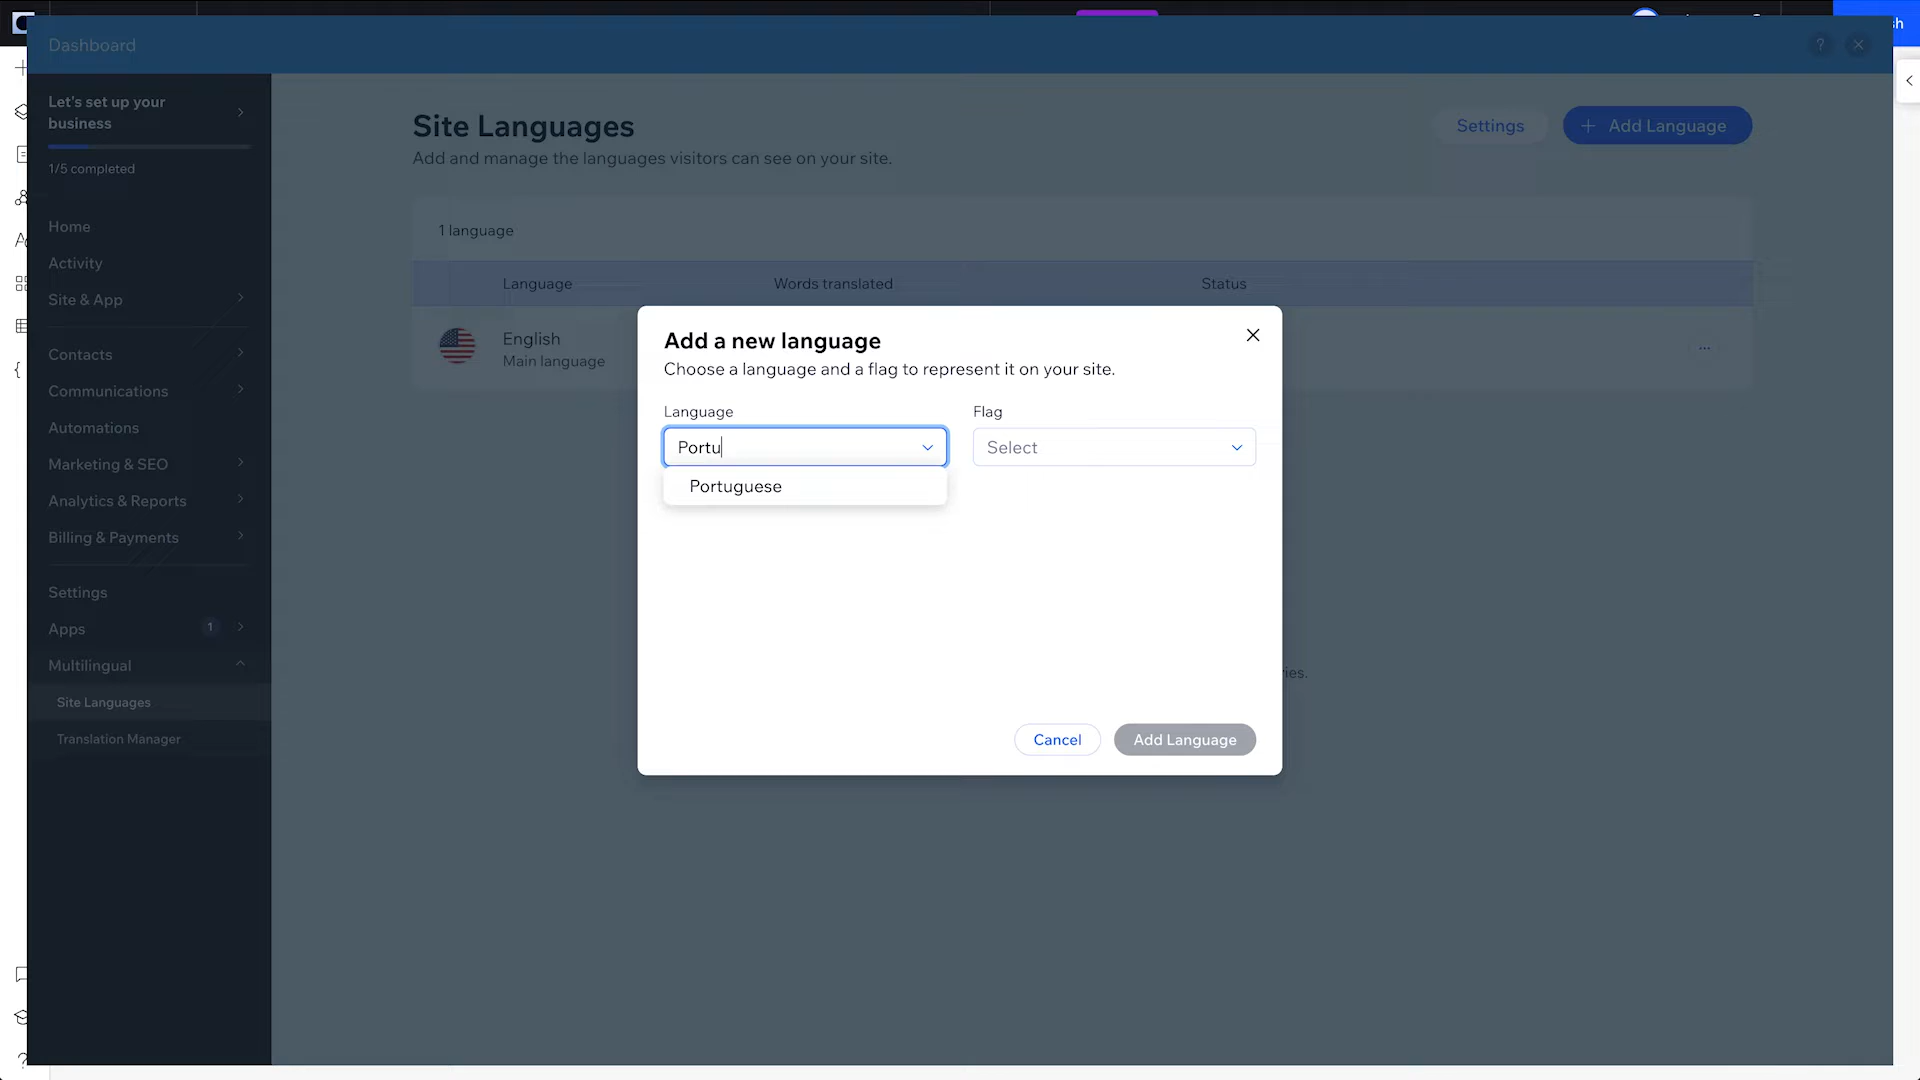 sh
Dashboard
?
Let's set up your
business
1/5 completed
Home
Activity
Site & App
Contacts
Communications
Automations
Marketing & SEO
Analytics & Reports
Billing & Payments
Settings
Apps 1
Multilingual
Site Languages
Translation Manager
Site Languages
Add and manage the languages visitors can see on your site.
Settings
+ Add Language
1 language
Language Words translated Status
English
Main language
...
ies.
Add a new language
Choose a language and a flag to represent it on your site.
Language
Flag
Portu
Select
Portuguese
Cancel
Add Language